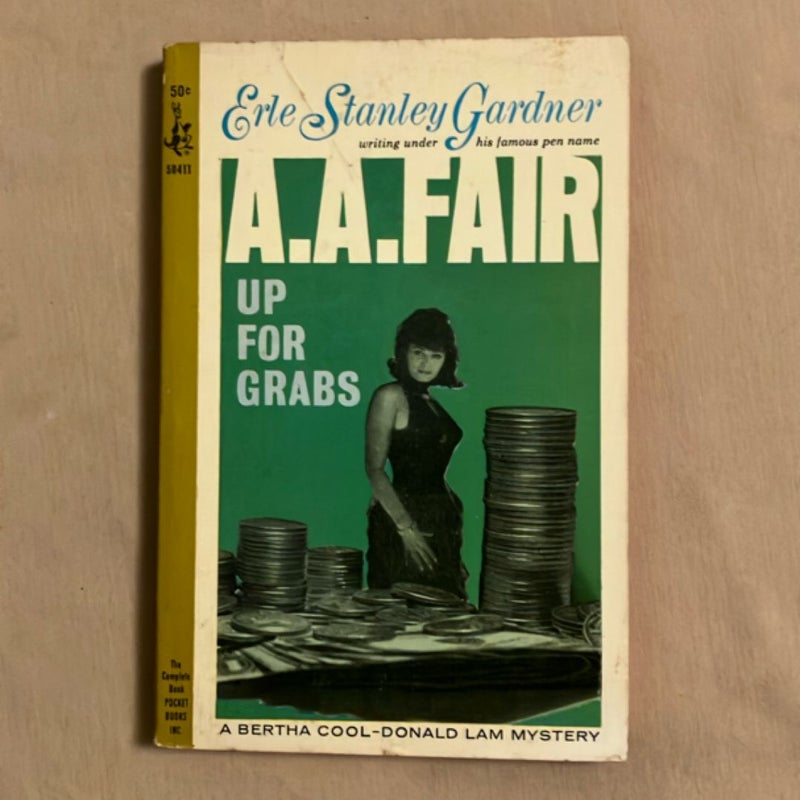 50¢
50411
Erle Stanley Gardner
writing under his famous pen name
A.A.FAIR
UP
FOR
GRABS
A BERTHA COOL–DONALD LAM MYSTERY
The
Complete
Book
POCKET
BOOKS
INC